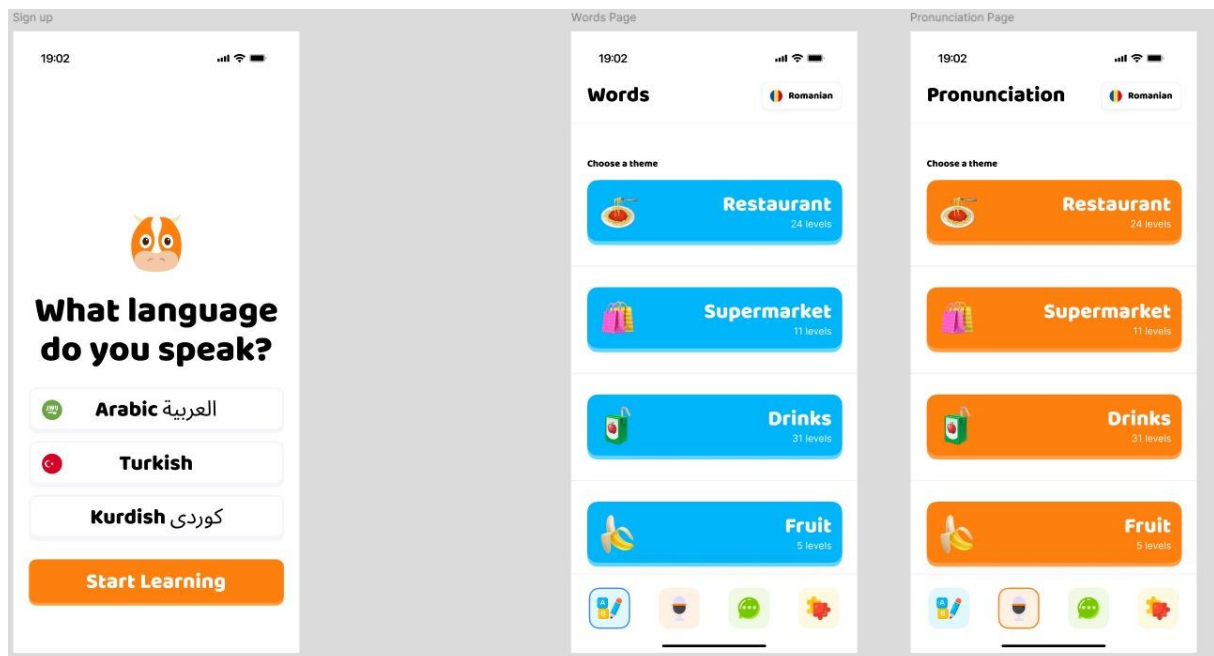 Sign up
19:02
What language
do you speak?
Arabic العربية
Turkish
Kurdish كوردی
Start Learning
Words Page
19:02
Words
Romanian
Choose a theme
Restaurant
24 levels
Supermarket
11 levels
Drinks
31 levels
Fruit
5 levels
Pronunciation Page
19:02
Pronunciation
Romanian
Choose a theme
Restaurant
24 levels
Supermarket
11 levels
Drinks
31 levels
Fruit
5 levels